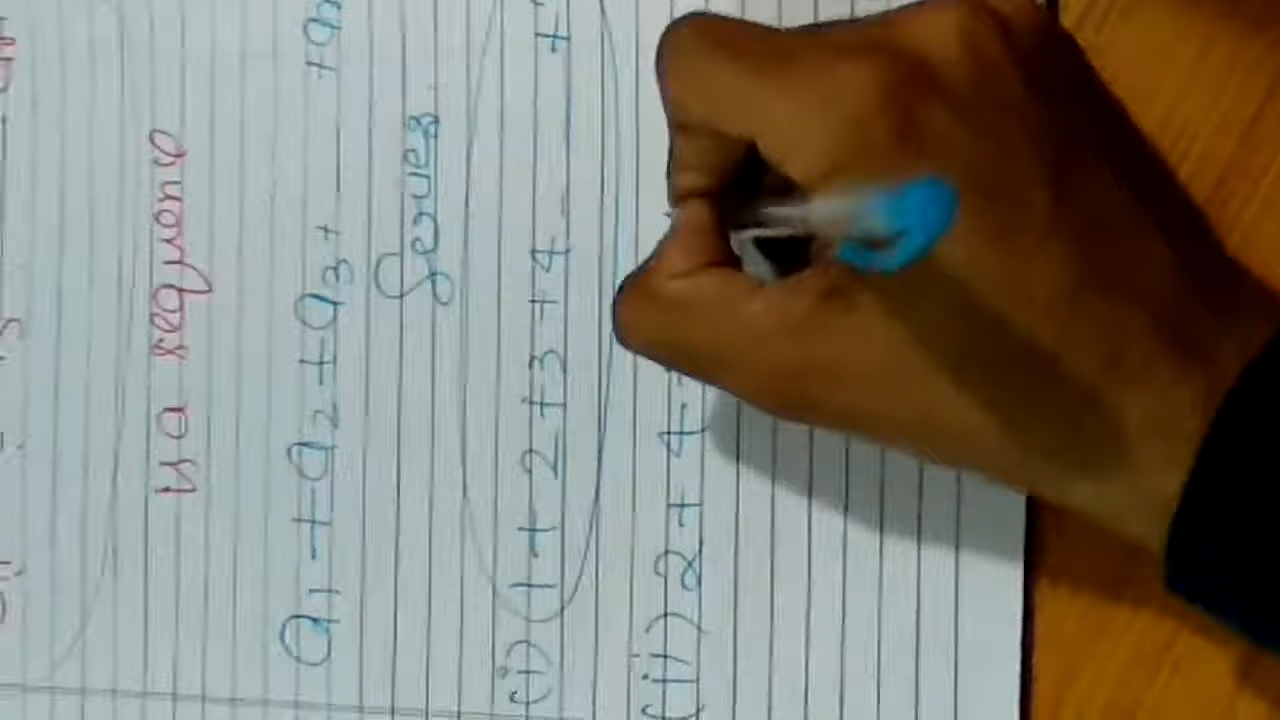 is a sequence
a1 + a2 + a3 + — + an
Series
(i) 1 + 2 + 3 + 4 - — +
(ii) 2 + 4